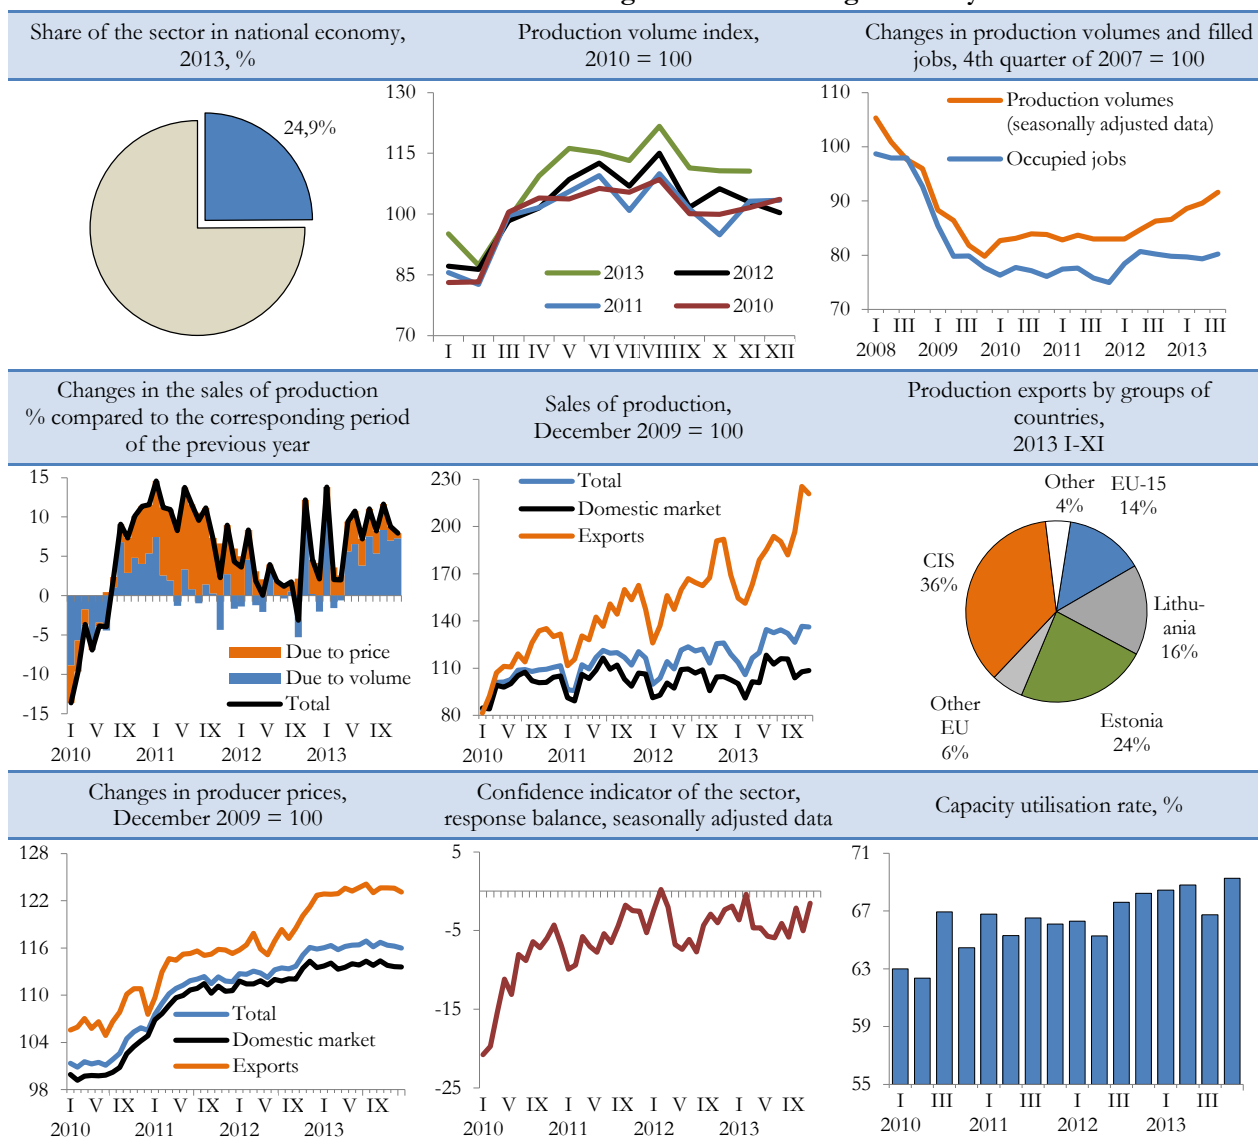 Share of the sector in national economy,
2013, %
Production volume index,
2010 = 100
Changes in production volumes and filled
jobs, 4th quarter of 2007 = 100
24,9%
130
115
100
85
70
2013
2012
2011
2010
I II III IV V VI VII VIII IX X XI XII
110
100
90
80
70
Production volumes
(seasonally adjusted data)
Occupied jobs
I III I III I III I III I III I III
2008 2009 2010 2011 2012 2013
Changes in the sales of production
% compared to the corresponding period
of the previous year
Sales of production,
December 2009 = 100
Production exports by groups of
countries,
2013 I-XI
15
10
5
0
-5
-10
-15
Due to price
Due to volume
Total
I V IX I V IX I V IX I V IX
2010 2011 2012 2013
230
200
170
140
110
80
Total
Domestic market
Exports
I V IX I V IX I V IX I V IX
2010 2011 2012 2013
Other
4%
EU-15
14%
CIS
36%
Lithu-
ania
16%
Other
EU
6%
Estonia
24%
Changes in producer prices,
December 2009 = 100
Confidence indicator of the sector,
response balance, seasonally adjusted data
Capacity utilisation rate, %
128
122
116
110
104
98
Total
Domestic market
Exports
I V IX I V IX I V IX I V IX
2010 2011 2012 2013
5
-5
-15
-25
I V IX I V IX I V IX I V IX
2010 2011 2012 2013
71
67
63
59
55
I III I III I III I III
2010 2011 2012 2013